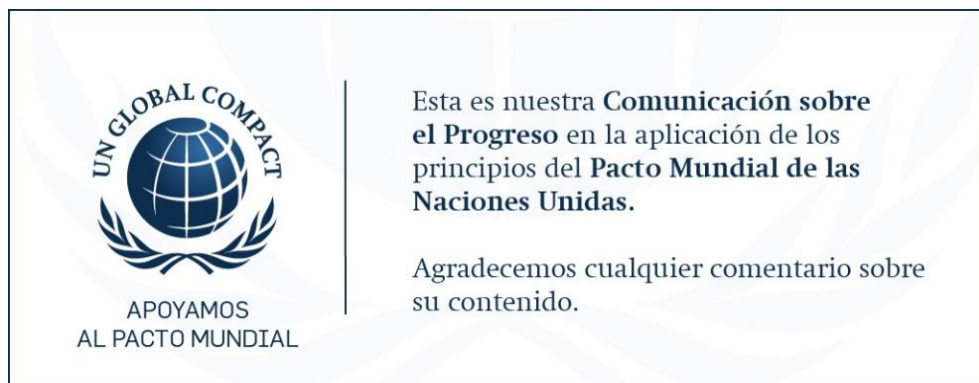 UN GLOBAL COMPACT
APOYAMOS
AL PACTO MUNDIAL
Esta es nuestra Comunicación sobre
el Progreso en la aplicación de los
principios del Pacto Mundial de las
Naciones Unidas.
Agradecemos cualquier comentario sobre
su contenido.